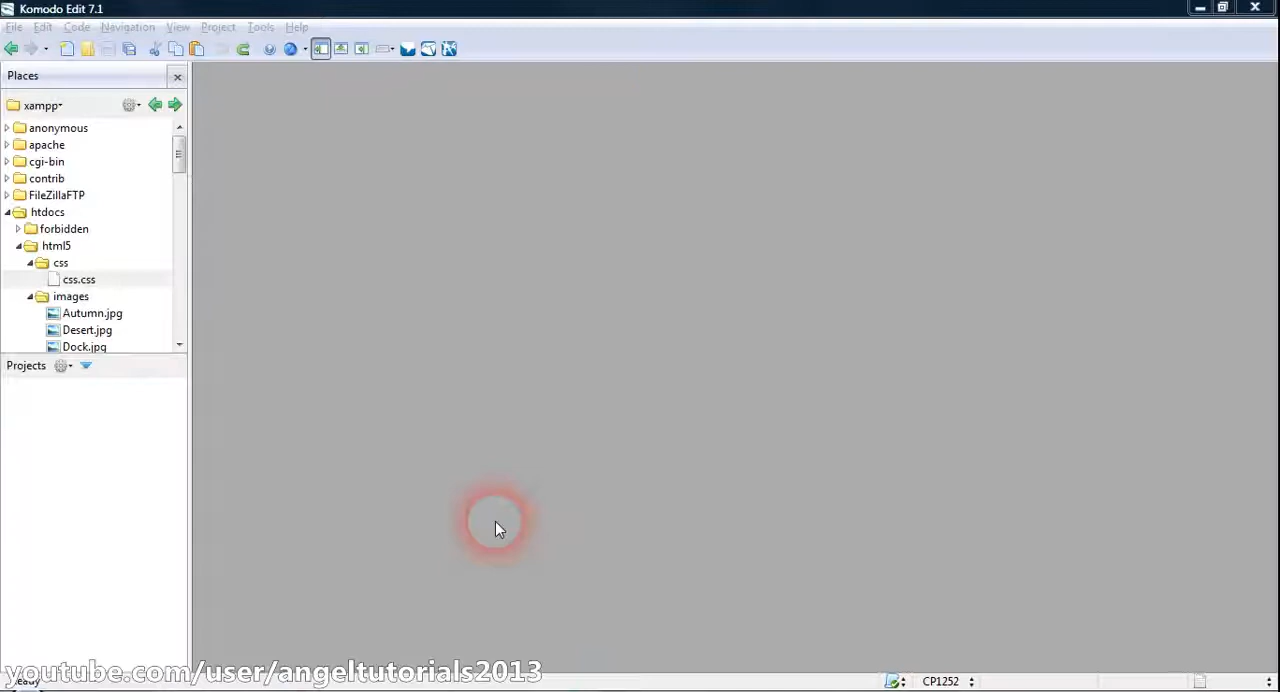 Komodo Edit 7.1
File Edit Code Navigation View Project Tools Help
Places
xampp
anonymous
apache
cgi-bin
contrib
FileZillaFTP
htdocs
forbidden
html5
css
css.css
images
Autumn.jpg
Desert.jpg
Dock.jpg
Projects
youtube.com/user/angeltutorials2013
CP1252